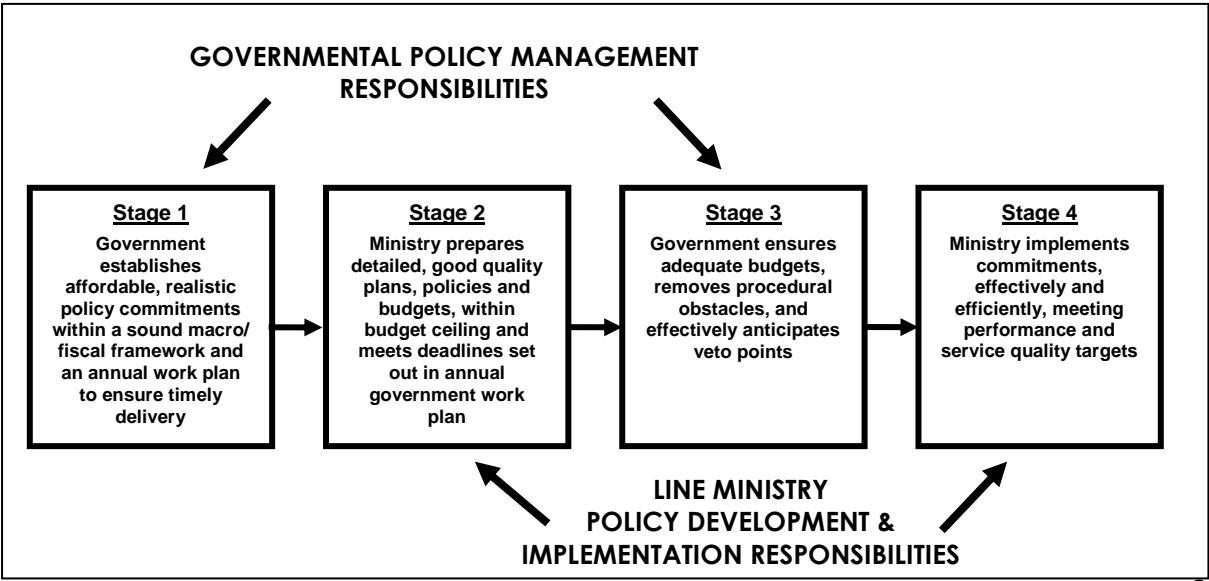 GOVERNMENTAL POLICY MANAGEMENT
RESPONSIBILITIES
Stage 1
Government
establishes
affordable, realistic
policy commitments
within a sound macro/
fiscal framework and
an annual work plan
to ensure timely
delivery
Stage 2
Ministry prepares
detailed, good quality
plans, policies and
budgets, within
budget ceiling and
meets deadlines set
out in annual
government work
plan
Stage 3
Government ensures
adequate budgets,
removes procedural
obstacles, and
effectively anticipates
veto points
Stage 4
Ministry implements
commitments,
effectively and
efficiently, meeting
performance and
service quality targets
LINE MINISTRY
POLICY DEVELOPMENT &
IMPLEMENTATION RESPONSIBILITIES